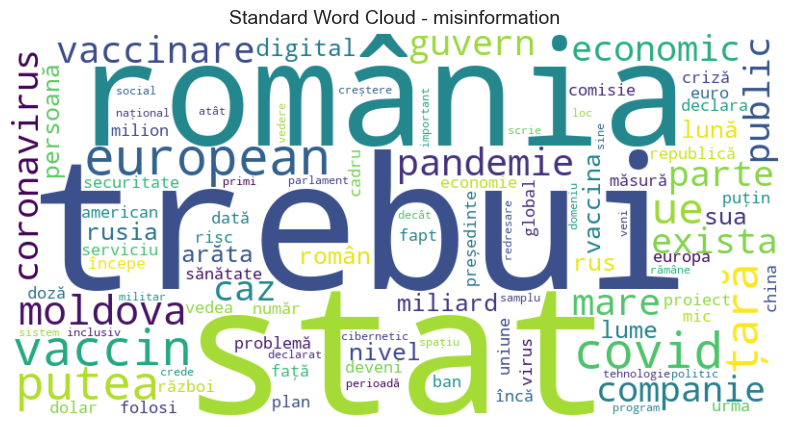 Standard Word Cloud - misinformation
vaccinare
digital
guvern
economic
coronavirus
persoană
social
național
atât
milion
vedere
creștere
românia
important
comisie
scrie
loc
sine
criză
euro
declara
lună
republică
public
european
securitate
primi
parlament
pandemie
cadru
economie
decât
global
domeniu
vaccina
veni
măsură
parte
puțin
trebui
american
rusia
serviciu
începe
dată
risc
arăta
sănătate
român
fapt
președinte
redresare
rus
ue
sua
exista
europa
rămâne
țară
china
doză
militar
caz
moldova
vedea
număr
miliard
samplu
mare
proiect
mic
lume
sistem
inclusiv
vaccin
stat
problemă
declarat
cibernetic
spațiu
nivel
uniune
virus
covid
tehnologie
politic
putea
crede
război
față
perioadă
deveni
ban
încă
companie
program
urma
dolar
folosi
plan